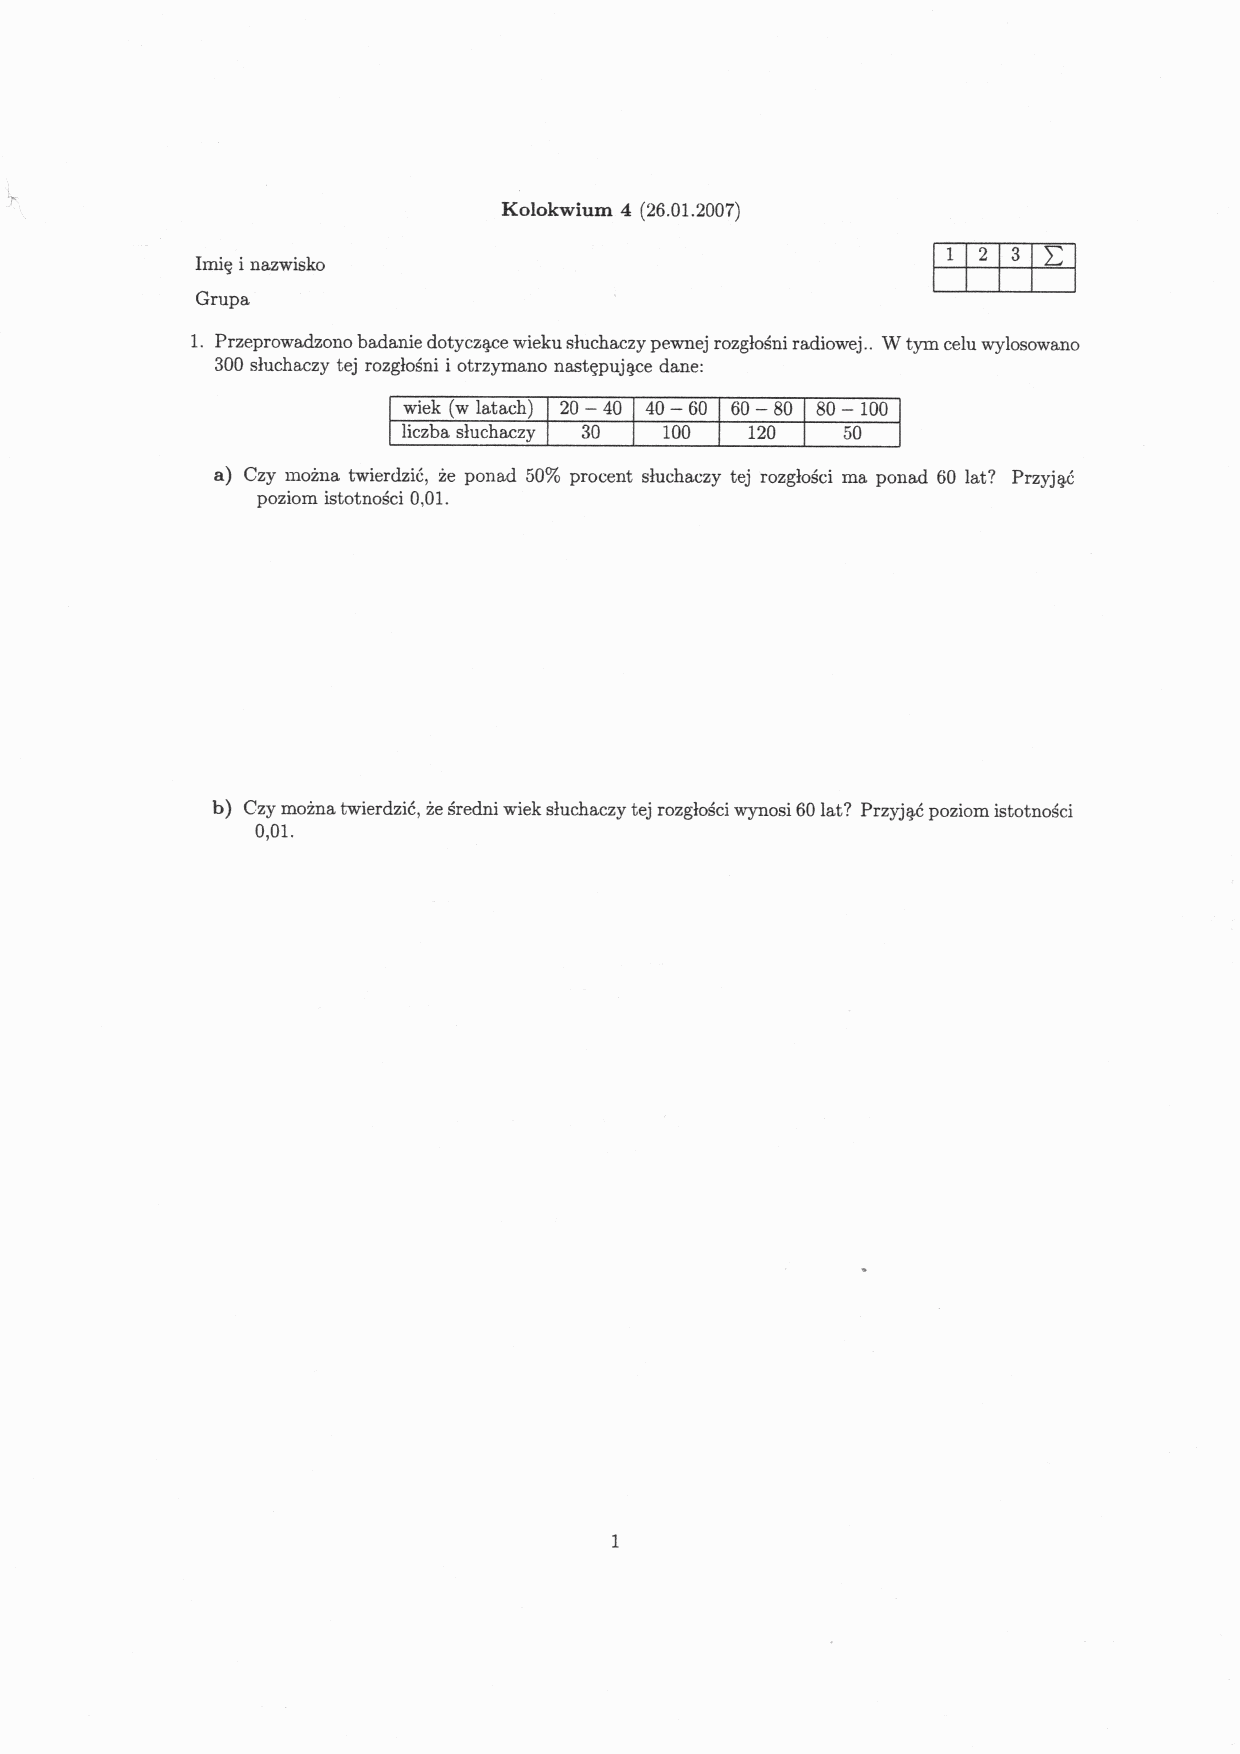 Kolokwium 4 (26.01.2007)
Imię i nazwisko
1 2 3 ∑
Grupa
1. Przeprowadzono badanie dotyczące wieku słuchaczy pewnej rozgłośni radiowej.. W tym celu wylosowano
300 słuchaczy tej rozgłośni i otrzymano następujące dane:
wiek (w latach) 20 – 40 40 – 60 60 – 80 80 – 100
liczba słuchaczy 30 100 120 50
a) Czy można twierdzić, że ponad 50% procent słuchaczy tej rozgłości ma ponad 60 lat? Przyjąć
poziom istotności 0,01.
b) Czy można twierdzić, że średni wiek słuchaczy tej rozgłości wynosi 60 lat? Przyjąć poziom istotności
0,01.
1